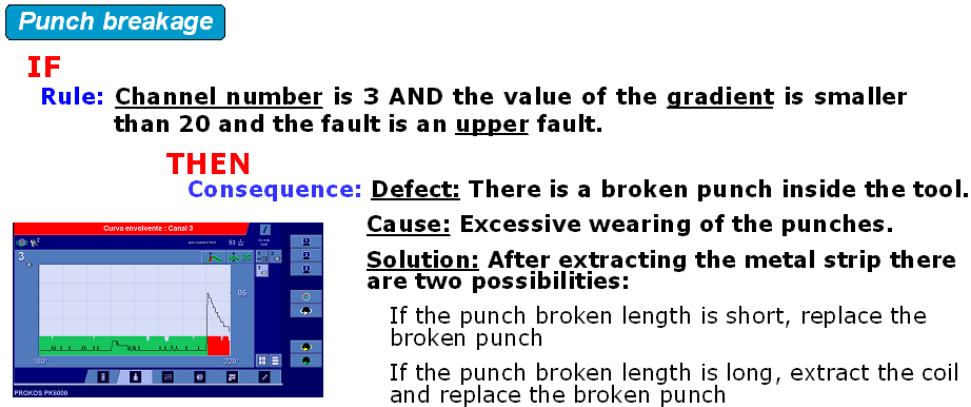 Punch breakage
IF
Rule: Channel number is 3 AND the value of the gradient is smaller
than 20 and the fault is an upper fault.
THEN
Consequence: Defect: There is a broken punch inside the tool.
Cause: Excessive wearing of the punches.
Solution: After extracting the metal strip there
are two possibilities:
If the punch broken length is short, replace the
broken punch
If the punch broken length is long, extract the coil
and replace the broken punch
Curva envolvente : Canal 3
3
06
180°
220°
PROKOS PK6000